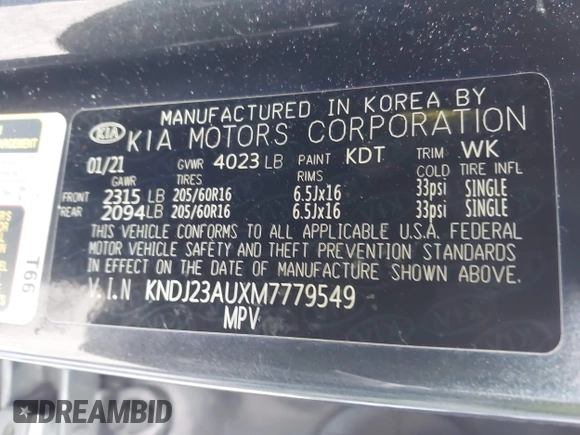 MANUFACTURED IN KOREA BY
KIA KIA MOTORS CORPORATION
01/21 GVWR 4023 LB PAINT KDT TRIM WK
GAWR TIRES RIMS COLD TIRE INFL
FRONT 2315 LB 205/60R16 6.5Jx16 33psi SINGLE
REAR 2094 LB 205/60R16 6.5Jx16 33psi SINGLE
THIS VEHICLE CONFORMS TO ALL APPLICABLE U.S.A. FEDERAL
MOTOR VEHICLE SAFETY AND THEFT PREVENTION STANDARDS
IN EFFECT ON THE DATE OF MANUFACTURE SHOWN ABOVE.
V.I.N KNDJ23AUXM7779549
MPV
T66
DREAMBID